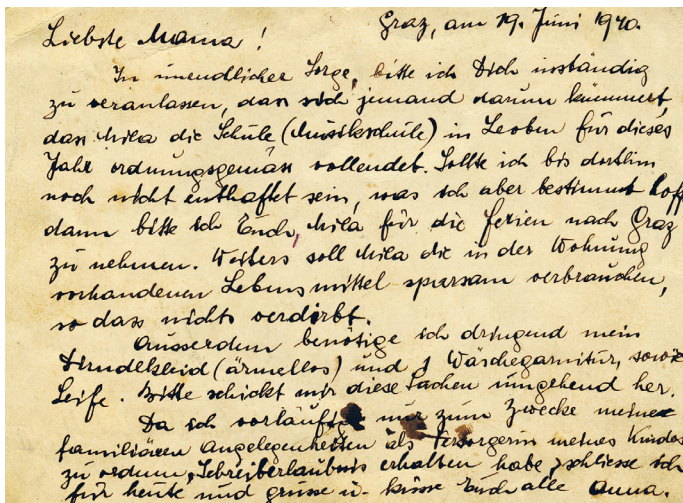 Graz, am 19. Juni 1940.
Liebste Mama!
In unendlicher Sorge, bitte ich Dich inständig
zu veranlassen, dass sich jemand darum kümmert,
dass Mila die Schule (Musikschule) in Leoben für dieses
Jahr ordnungsgemäss vollendet. Sollte ich bis dorthin
noch nicht enthaftet sein, was ich aber bestimmt hoff
dann bitte ich Euch, Mila für die Ferien nach Graz
zu nehmen. Weiters soll Mila die in der Wohnung
vorhandenen Lebensmittel sparsam verbrauchen,
so dass nichts verdirbt.
Ausserdem benötige ich dringend mein
Dirndelkleid (ärmellos) und 1 Wäschegarnitur, sowie
Seife. Bitte schickt mir diese Sachen umgehend her.
Da ich vorläufig nur zum Zwecke meine
familiären Angelegenheiten als Versorgerin meines Kindes
zu ordnen, Schreiberlaubnis erhalten habe, schliesse ich
für heute und grüsse u. küsse Euch alle Anna.